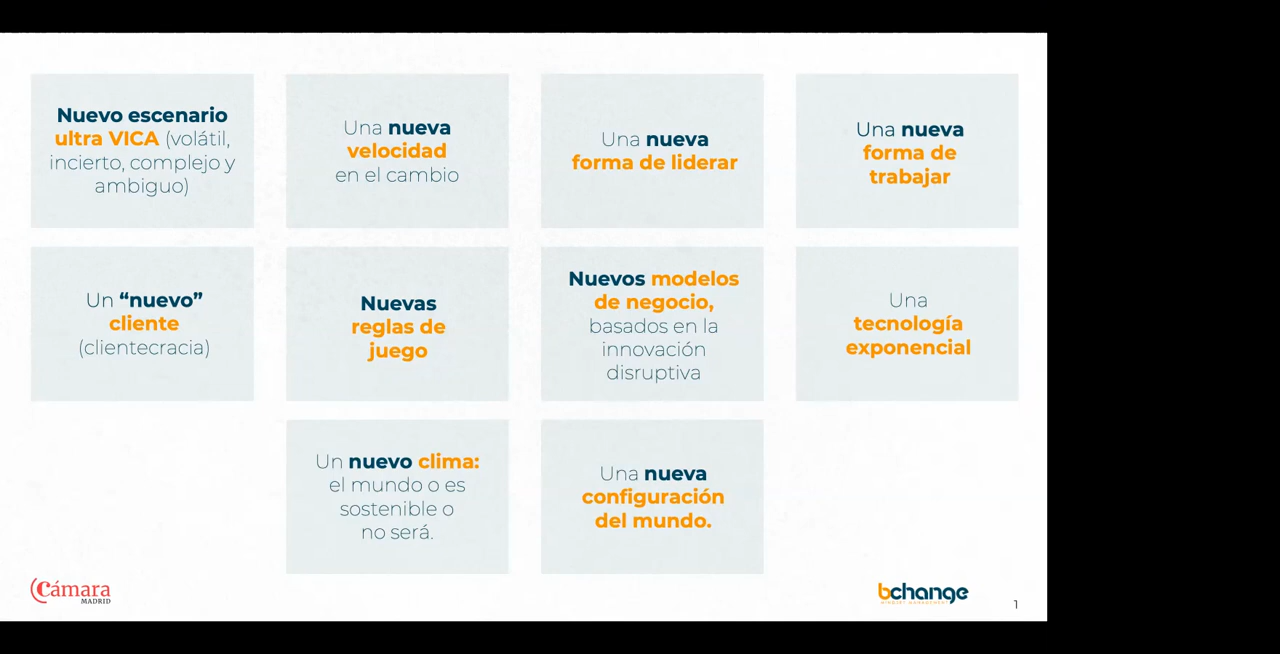 Nuevo escenario
ultra VICA (volátil,
incierto, complejo y
ambiguo)
Una nueva
velocidad
en el cambio
Una nueva
forma de liderar
Una nueva
forma de
trabajar
Un “nuevo”
cliente
(clientecracia)
Nuevas
reglas de
juego
Nuevos modelos
de negocio,
basados en la
innovación
disruptiva
Una
tecnología
exponencial
Un nuevo clima:
el mundo o es
sostenible o
no será.
Una nueva
configuración
del mundo.
Cámara
MADRID
bchange
MINDSET MANAGEMENT
1